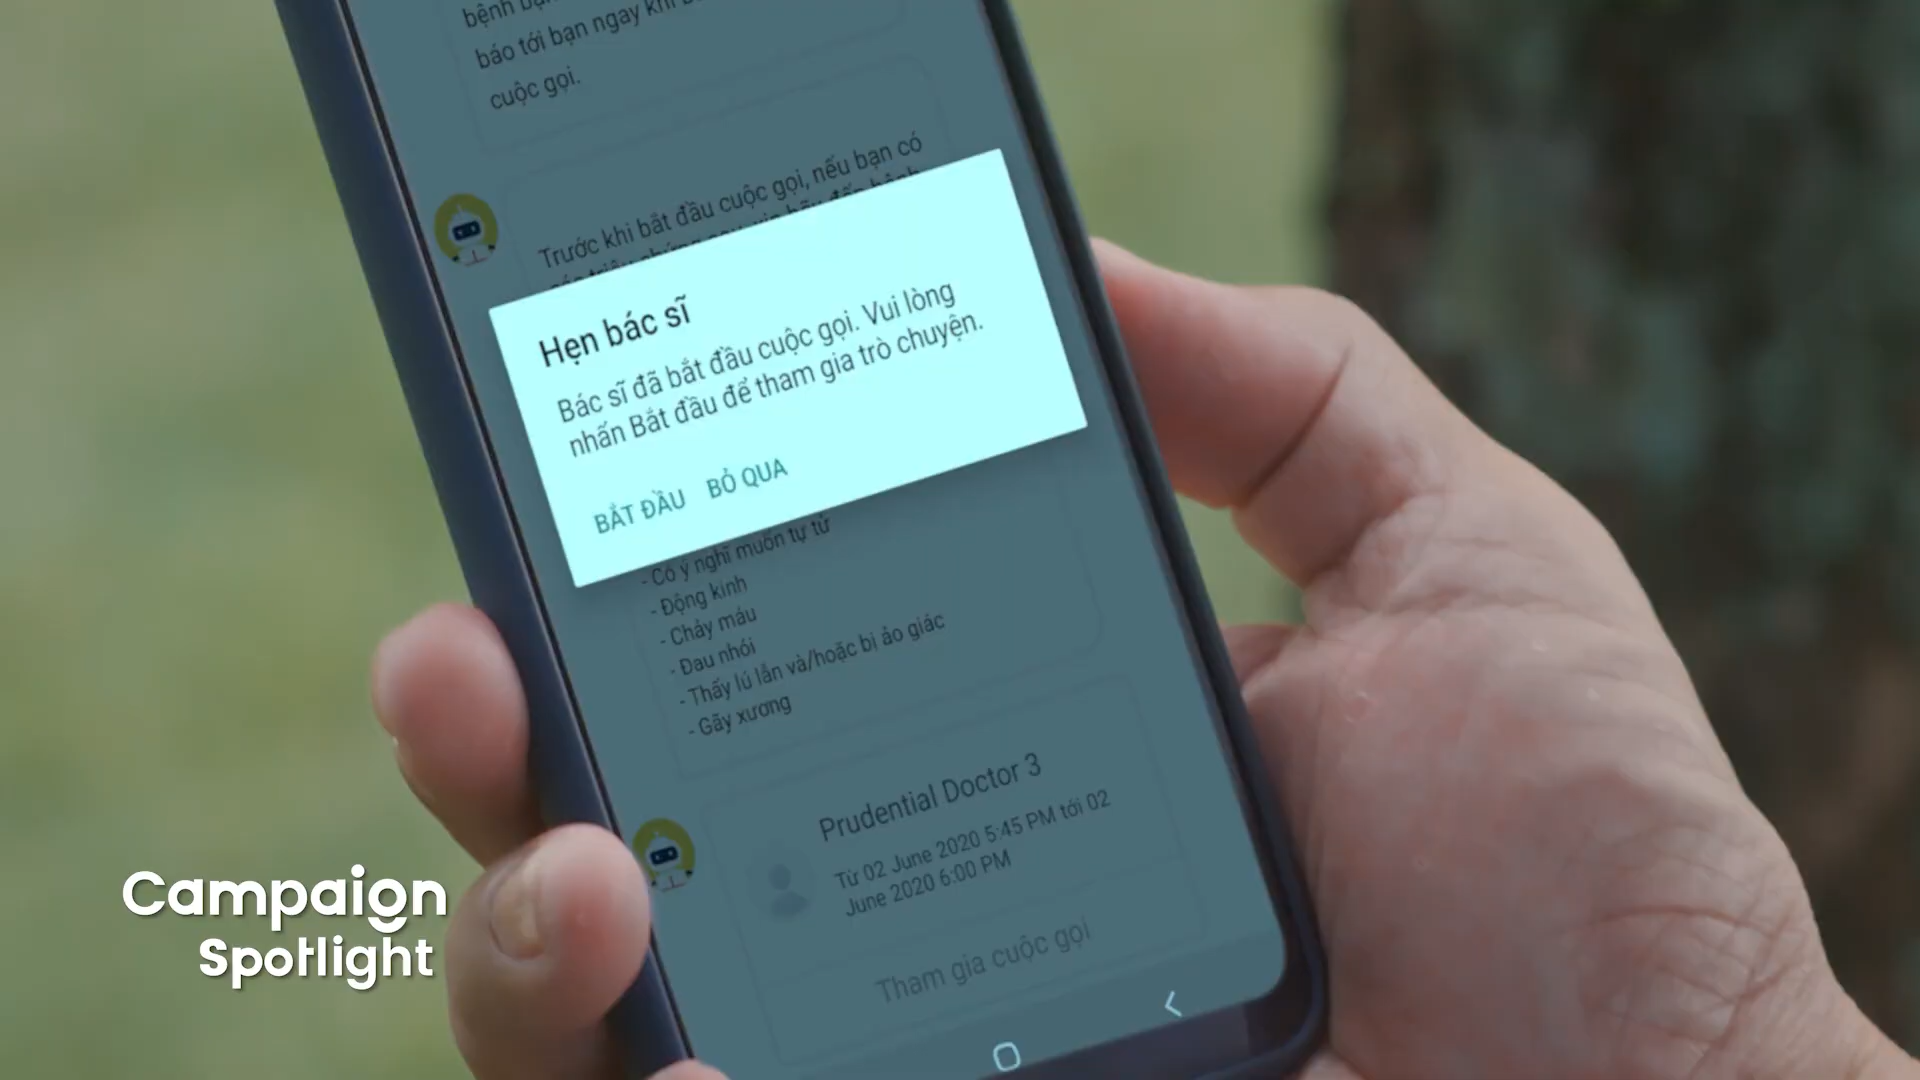 bệnh
báo tới bạn ngay khi
cuộc gọi.
Trước khi bắt đầu cuộc gọi, nếu bạn có
Hẹn bác sĩ
Bác sĩ đã bắt đầu cuộc gọi. Vui lòng
nhấn Bắt đầu để tham gia trò chuyện.
BẮT ĐẦU BỎ QUA
- Có ý nghĩ muốn tự tử
- Động kinh
- Chảy máu
- Đau nhói
- Thấy lú lẫn và/hoặc bị ảo giác
- Gãy xương
Prudential Doctor 3
Từ 02 June 2020 5:45 PM tới 02
June 2020 6:00 PM
Tham gia cuộc gọi
Campaign
Spotlight